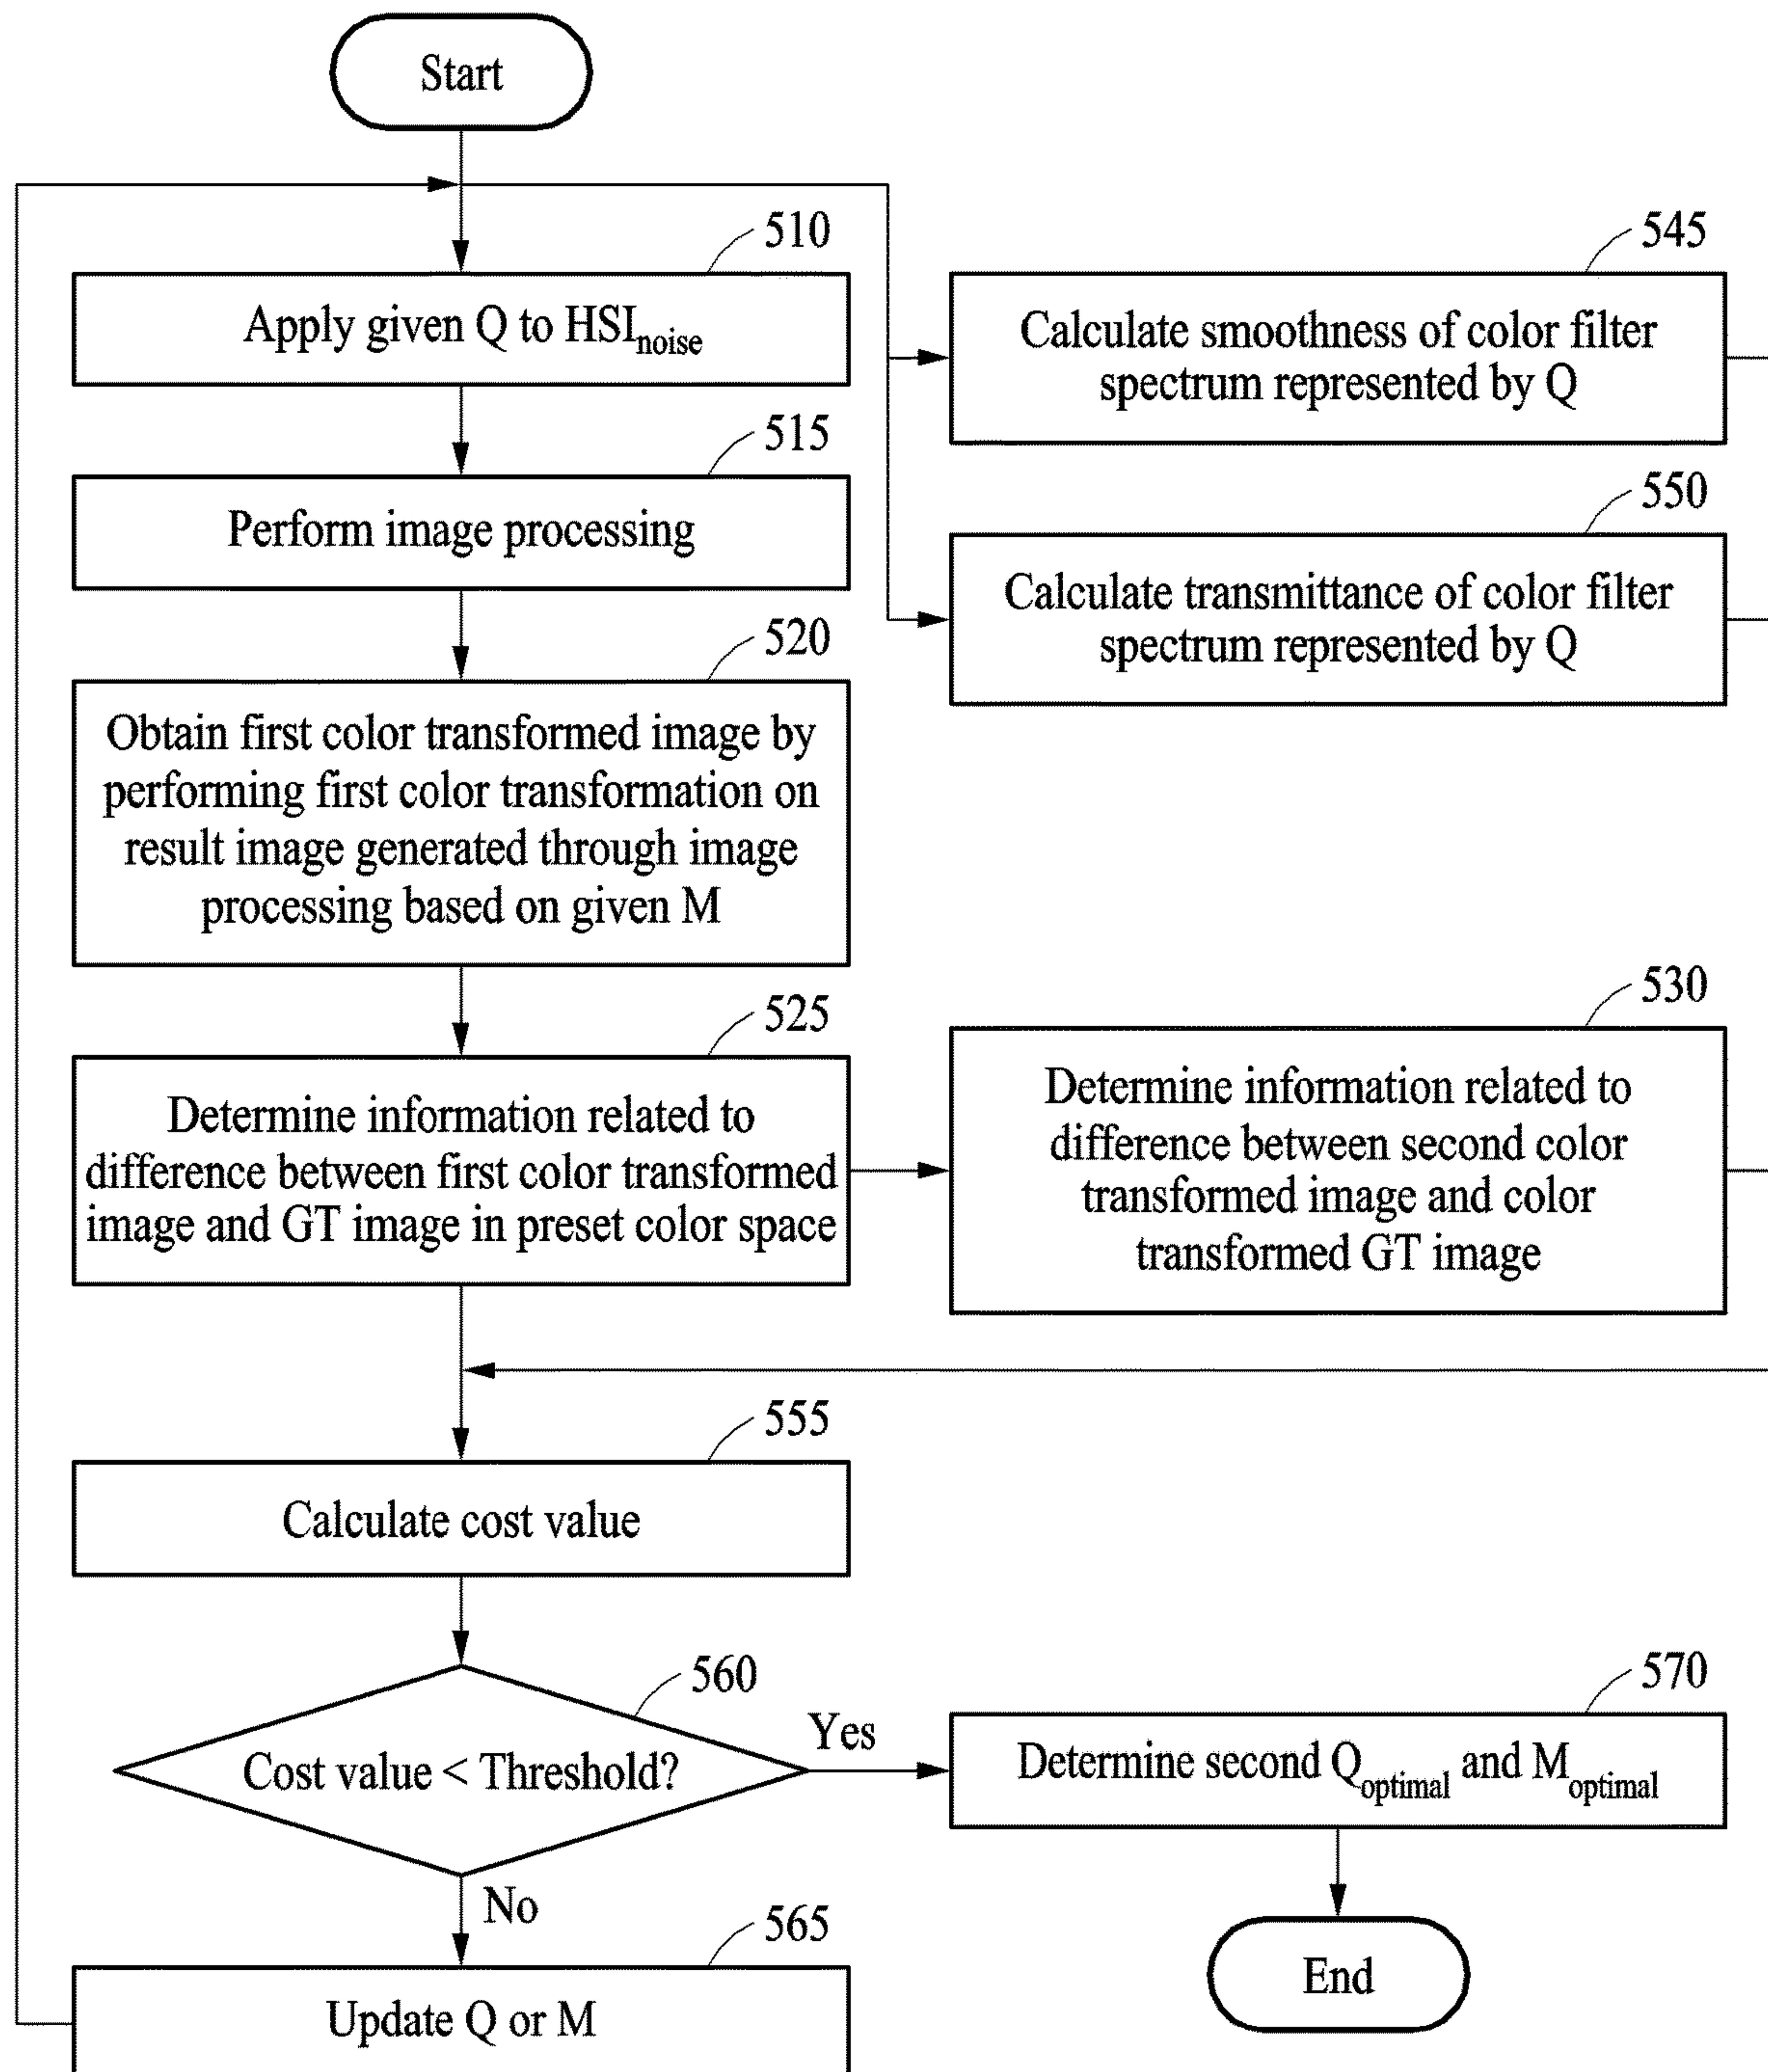 Start
510
Apply given Q to HSInoise
515
Perform image processing
520
Obtain first color transformed image by
performing first color transformation on
result image generated through image
processing based on given M
525
Determine information related to
difference between first color transformed
image and GT image in preset color space
545
Calculate smoothness of color filter
spectrum represented by Q
550
Calculate transmittance of color filter
spectrum represented by Q
530
Determine information related to
difference between second color
transformed image and color
transformed GT image
555
Calculate cost value
560
Cost value < Threshold?
Yes
570
Determine second Qoptimal and Moptimal
No
565
Update Q or M
End